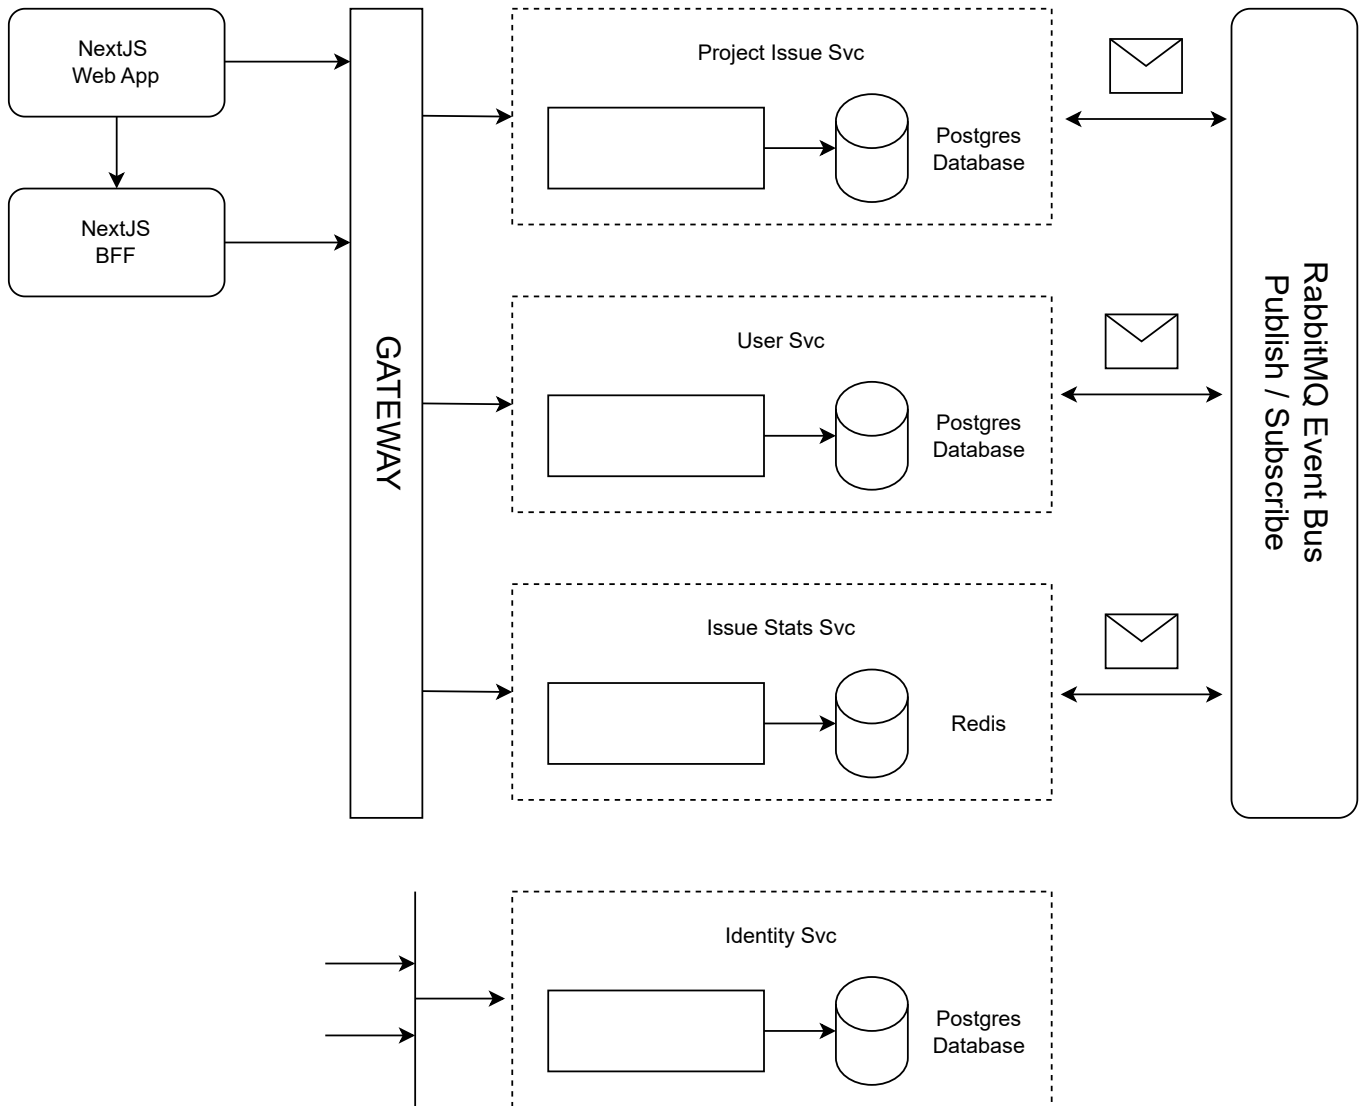 NextJS
Web App
NextJS
BFF
GATEWAY
Project Issue Svc
Postgres
Database
User Svc
Postgres
Database
Issue Stats Svc
Redis
Identity Svc
Postgres
Database
RabbitMQ Event Bus
Publish / Subscribe